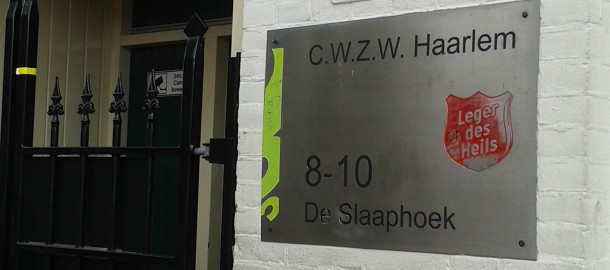 C.W.Z.W. Haarlem
Leger
des
Heils
8-10
De Slaaphoek